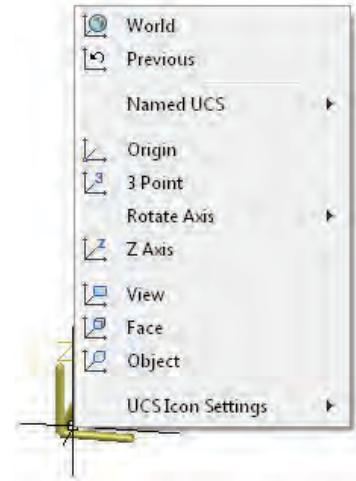 World
Previous
Named UCS
Origin
3 Point
Rotate Axis
Z Axis
View
Face
Object
UCS Icon Settings
Z